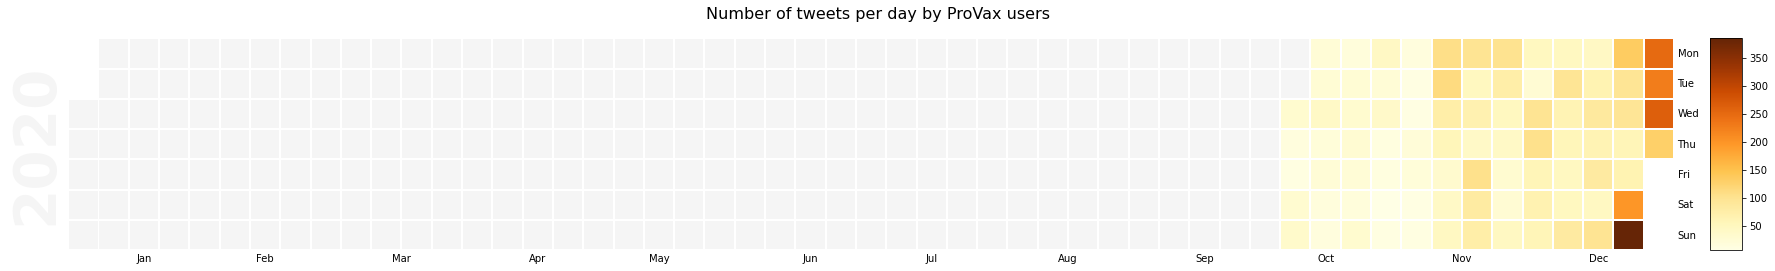 Number of tweets per day by ProVax users
2020
Mon
Tue
Wed
Thu
Fri
Sat
Sun
Jan Feb Mar Apr May Jun Jul Aug Sep Oct Nov Dec
350
300
250
200
150
100
50